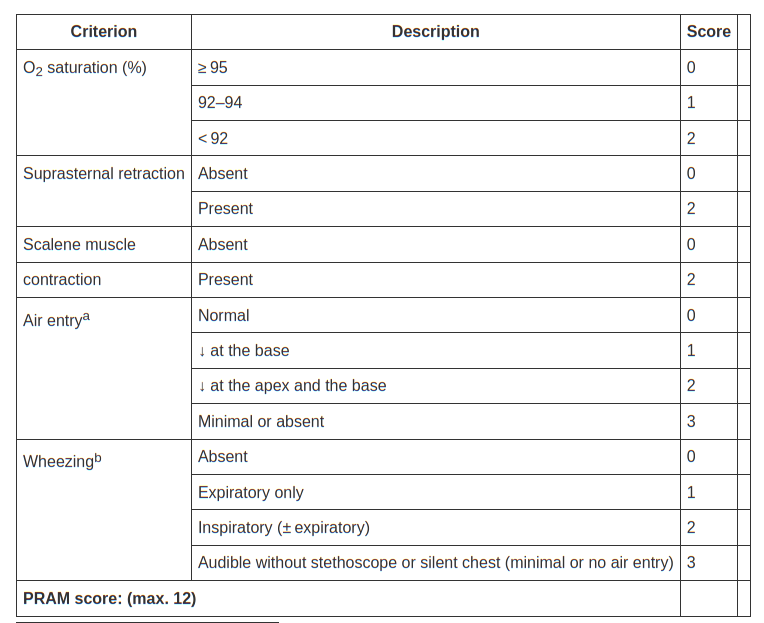 Criterion Description Score
O₂ saturation (%) ≥ 95 0
92–94 1
< 92 2
Suprasternal retraction Absent 0
Present 2
Scalene muscle Absent 0
contraction Present 2
Air entryᵃ Normal 0
↓ at the base 1
↓ at the apex and the base 2
Minimal or absent 3
Wheezingᵇ Absent 0
Expiratory only 1
Inspiratory (± expiratory) 2
Audible without stethoscope or silent chest (minimal or no air entry) 3
PRAM score: (max. 12)